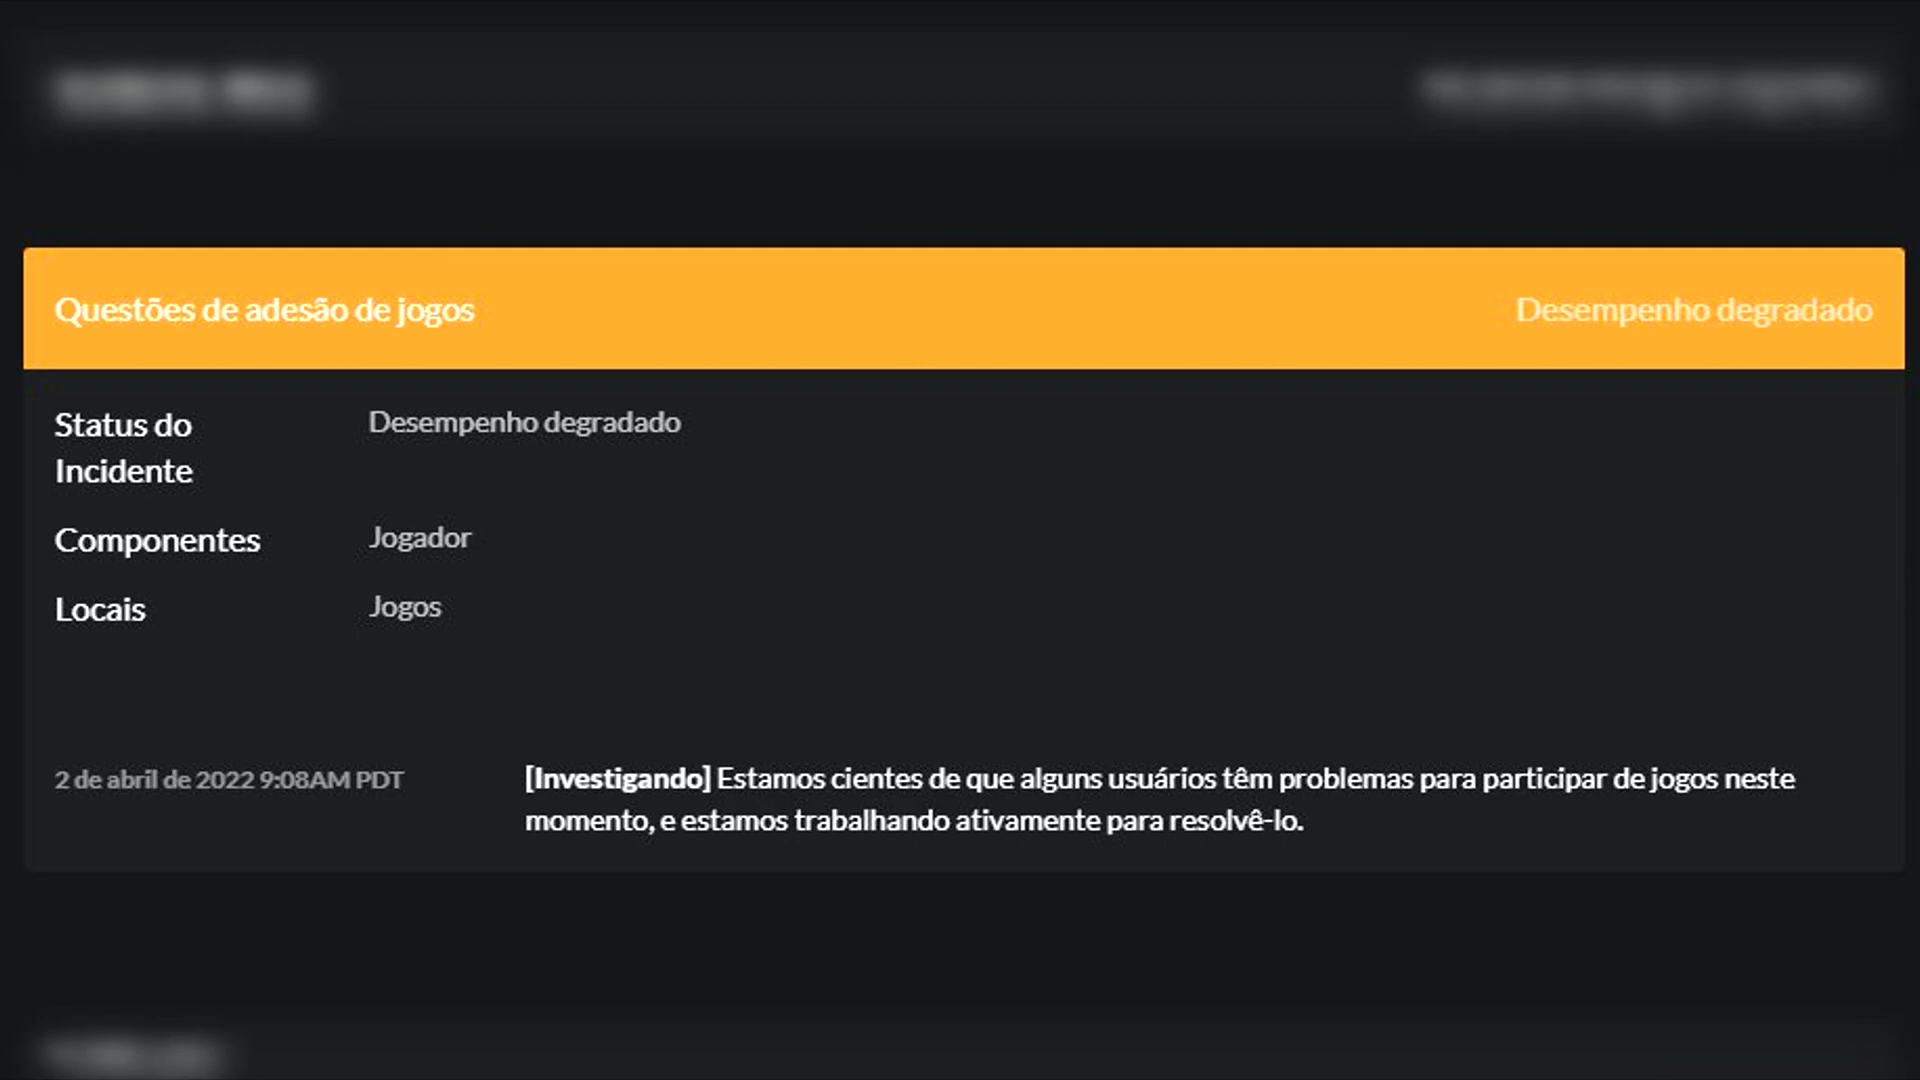 Questões de adesão de jogos
Desempenho degradado
Status do
Incidente
Desempenho degradado
Componentes
Jogador
Locais
Jogos
2 de abril de 2022 9:08AM PDT
[Investigando] Estamos cientes de que alguns usuários têm problemas para participar de jogos neste
momento, e estamos trabalhando ativamente para resolvê-lo.